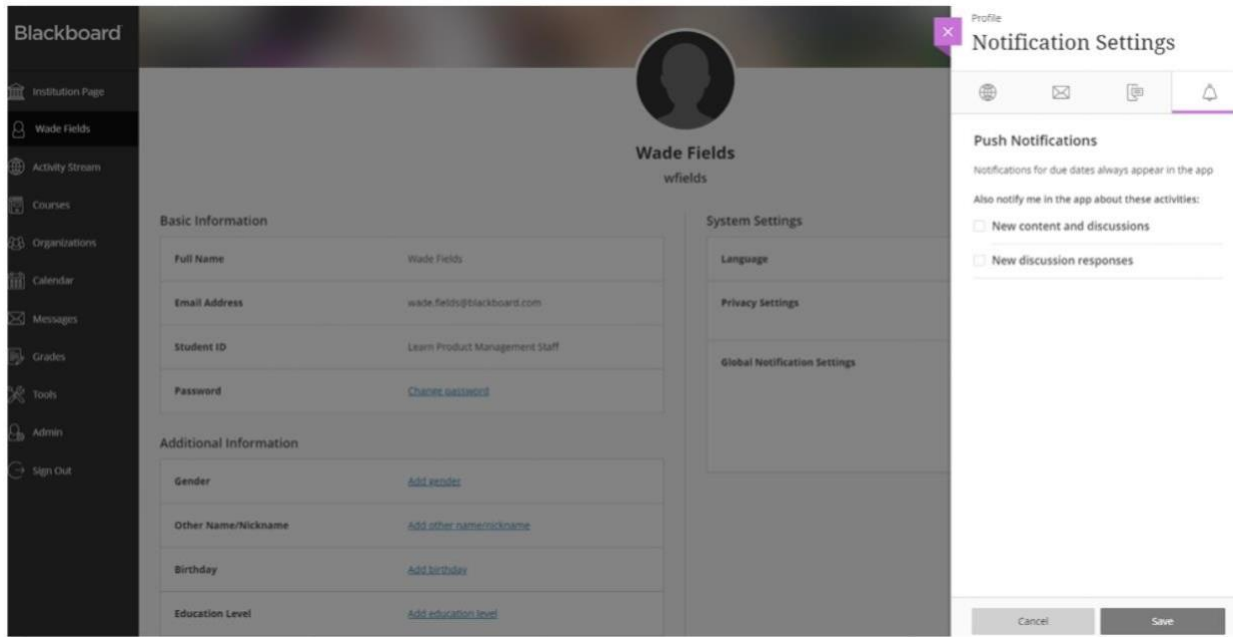 Blackboard
Institution Page
Wade Fields
Activity Stream
Courses
Organizations
Calendar
Messages
Grades
Tools
Admin
Sign Out
Wade Fields
wfields
Basic Information
Full Name Wade Fields
Email Address wade.fields@blackboard.com
Student ID Learn Product Management Staff
Password Change password
Additional Information
Gender Add gender
Other Name/Nickname Add other name/nickname
Birthday Add birthday
Education Level Add education level
System Settings
Language
Privacy Settings
Global Notification Settings
Profile
Notification Settings
Push Notifications
Notifications for due dates always appear in the app
Also notify me in the app about these activities:
New content and discussions
New discussion responses
Cancel Save